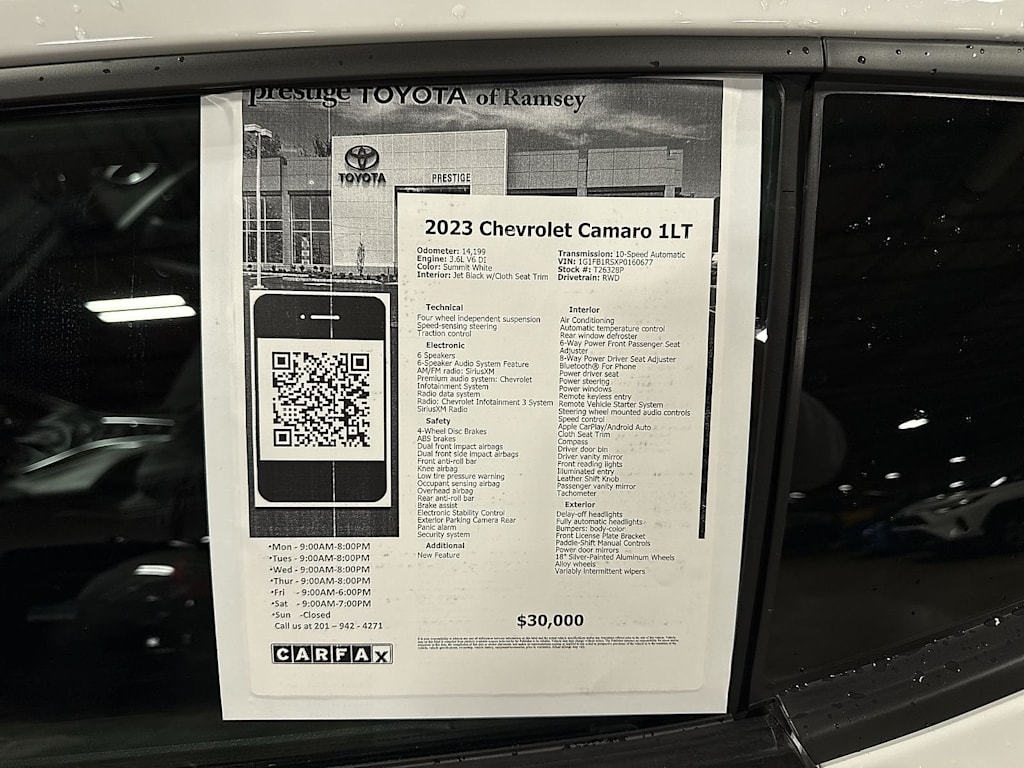 prestige TOYOTA of Ramsey
TOYOTA
PRESTIGE
2023 Chevrolet Camaro 1LT
Odometer: 14,199
Engine: 3.6L V6 DI
Color: Summit White
Interior: Jet Black w/Cloth Seat Trim
Transmission: 10-Speed Automatic
VIN: 1G1FB1RSXP0160677
Stock #: T26328P
Drivetrain: RWD
Technical
Four wheel independent suspension
Speed-sensing steering
Traction control
Electronic
6 Speakers
6-Speaker Audio System Feature
AM/FM radio: SiriusXM
Premium audio system: Chevrolet
Infotainment System
Radio data system
Radio: Chevrolet Infotainment 3 System
SiriusXM Radio
Safety
4-Wheel Disc Brakes
ABS brakes
Dual front impact airbags
Dual front side impact airbags
Front anti-roll bar
Knee airbag
Low tire pressure warning
Occupant sensing airbag
Overhead airbag
Rear anti-roll bar
Brake assist
Electronic Stability Control
Exterior Parking Camera Rear
Panic alarm
Security system
Additional
New Feature
Interior
Air Conditioning
Automatic temperature control
Rear window defroster
6-Way Power Front Passenger Seat
Adjuster
8-Way Power Driver Seat Adjuster
Bluetooth® For Phone
Power driver seat
Power steering
Power windows
Remote keyless entry
Remote Vehicle Starter System
Steering wheel mounted audio controls
Speed control
Apple CarPlay/Android Auto
Cloth Seat Trim
Compass
Driver door bin
Driver vanity mirror
Front reading lights
Illuminated entry
Leather Shift Knob
Passenger vanity mirror
Tachometer
Exterior
Delay-off headlights
Fully automatic headlights
Bumpers: body-color
Front License Plate Bracket
Paddle-Shift Manual Controls
Power door mirrors
18" Silver-Painted Aluminum Wheels
Alloy wheels
Variably intermittent wipers
•Mon - 9:00AM-8:00PM
•Tues - 9:00AM-8:00PM
•Wed - 9:00AM-8:00PM
•Thur - 9:00AM-8:00PM
•Fri - 9:00AM-6:00PM
•Sat - 9:00AM-7:00PM
•Sun -Closed
Call us at 201 – 942 - 4271
CARFAX
$30,000